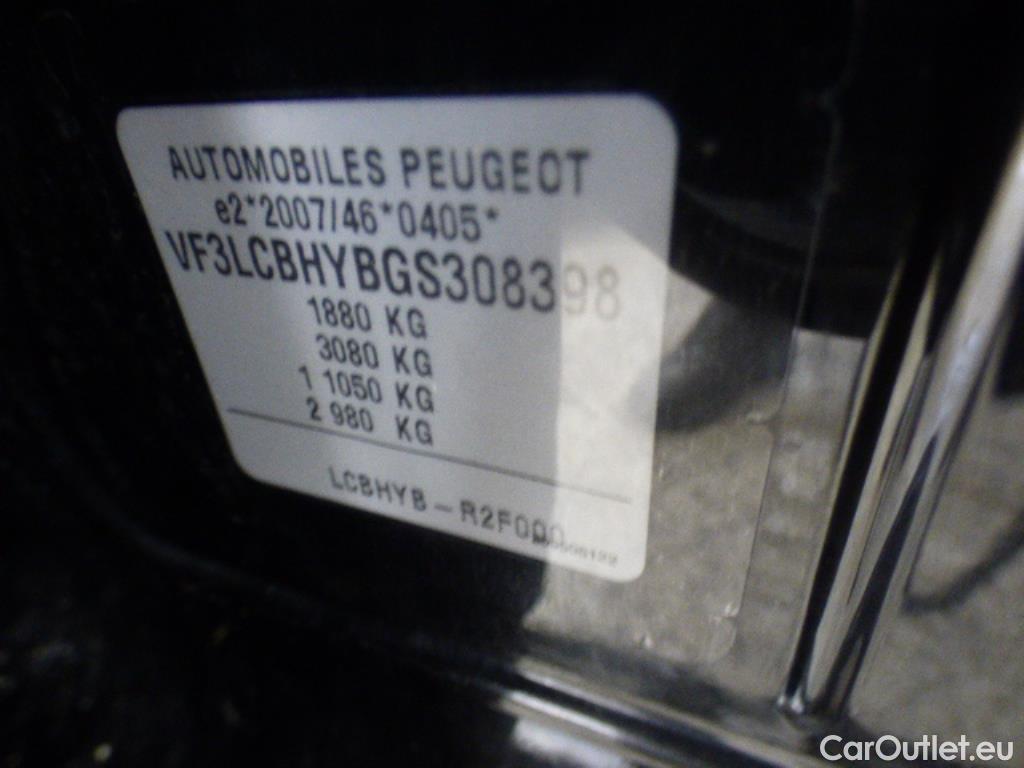 AUTOMOBILES PEUGEOT
e2*2007/46*0405*
VF3LCBHYBGS308398
1880 KG
3080 KG
1 1050 KG
2 980 KG
LCBHYB - R2F000
CarOutlet.eu